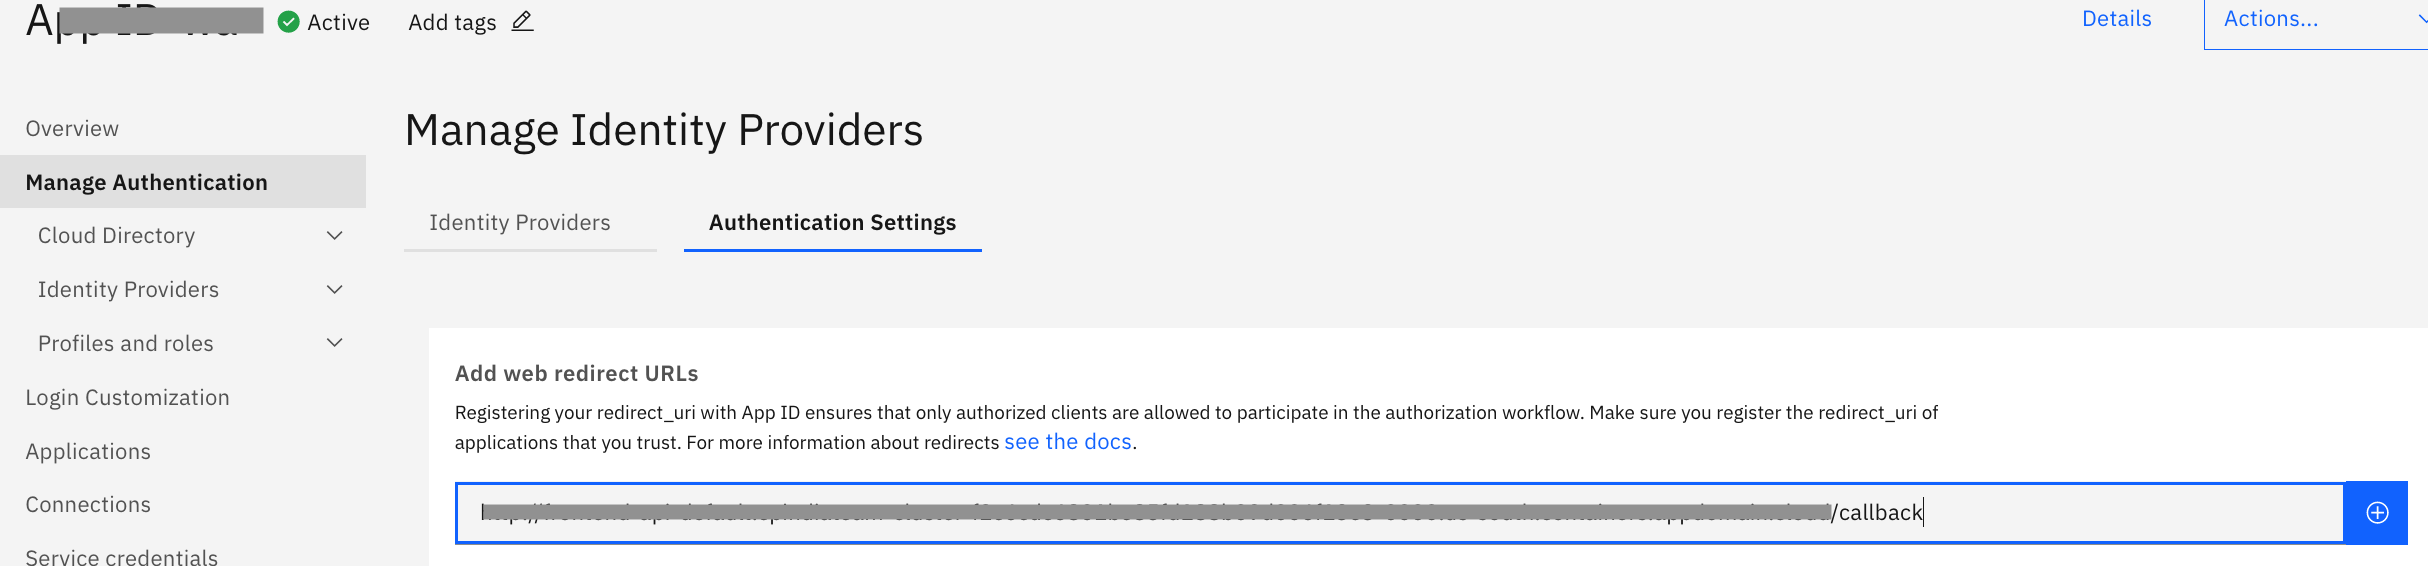 Active
Add tags
Details
Actions...
Overview
Manage Authentication
Cloud Directory
Identity Providers
Profiles and roles
Login Customization
Applications
Connections
Service credentials
Manage Identity Providers
Identity Providers
Authentication Settings
Add web redirect URLs
Registering your redirect_uri with App ID ensures that only authorized clients are allowed to participate in the authorization workflow. Make sure you register the redirect_uri of
applications that you trust. For more information about redirects see the docs.
/callback